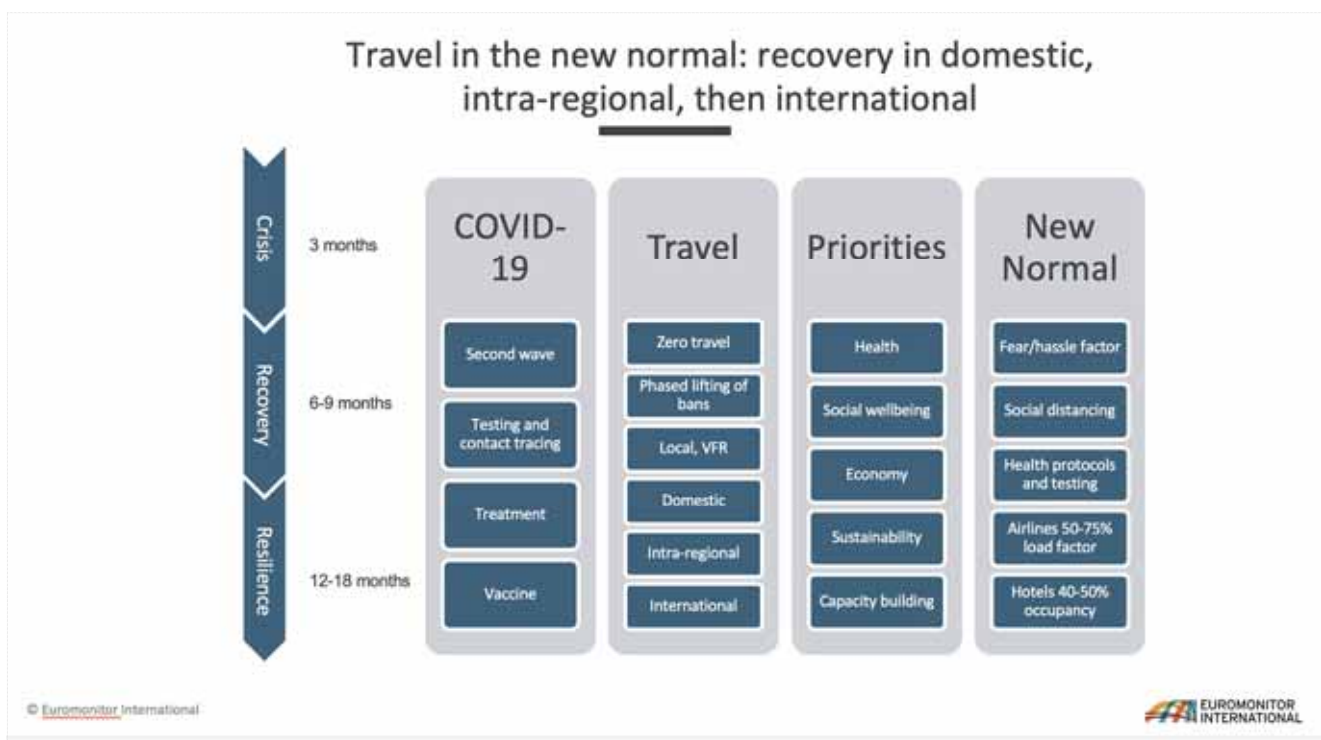 Travel in the new normal: recovery in domestic,
intra-regional, then international
Crisis
3 months
Recovery
6-9 months
Resilience
12-18 months
COVID-
19
Second wave
Testing and
contact tracing
Treatment
Vaccine
Travel
Zero travel
Phased lifting of
bans
Local, VFR
Domestic
Intra-regional
International
Priorities
Health
Social wellbeing
Economy
Sustainability
Capacity building
New
Normal
Fear/hassle factor
Social distancing
Health protocols
and testing
Airlines 50-75%
load factor
Hotels 40-50%
occupancy
© Euromonitor International
EUROMONITOR
INTERNATIONAL